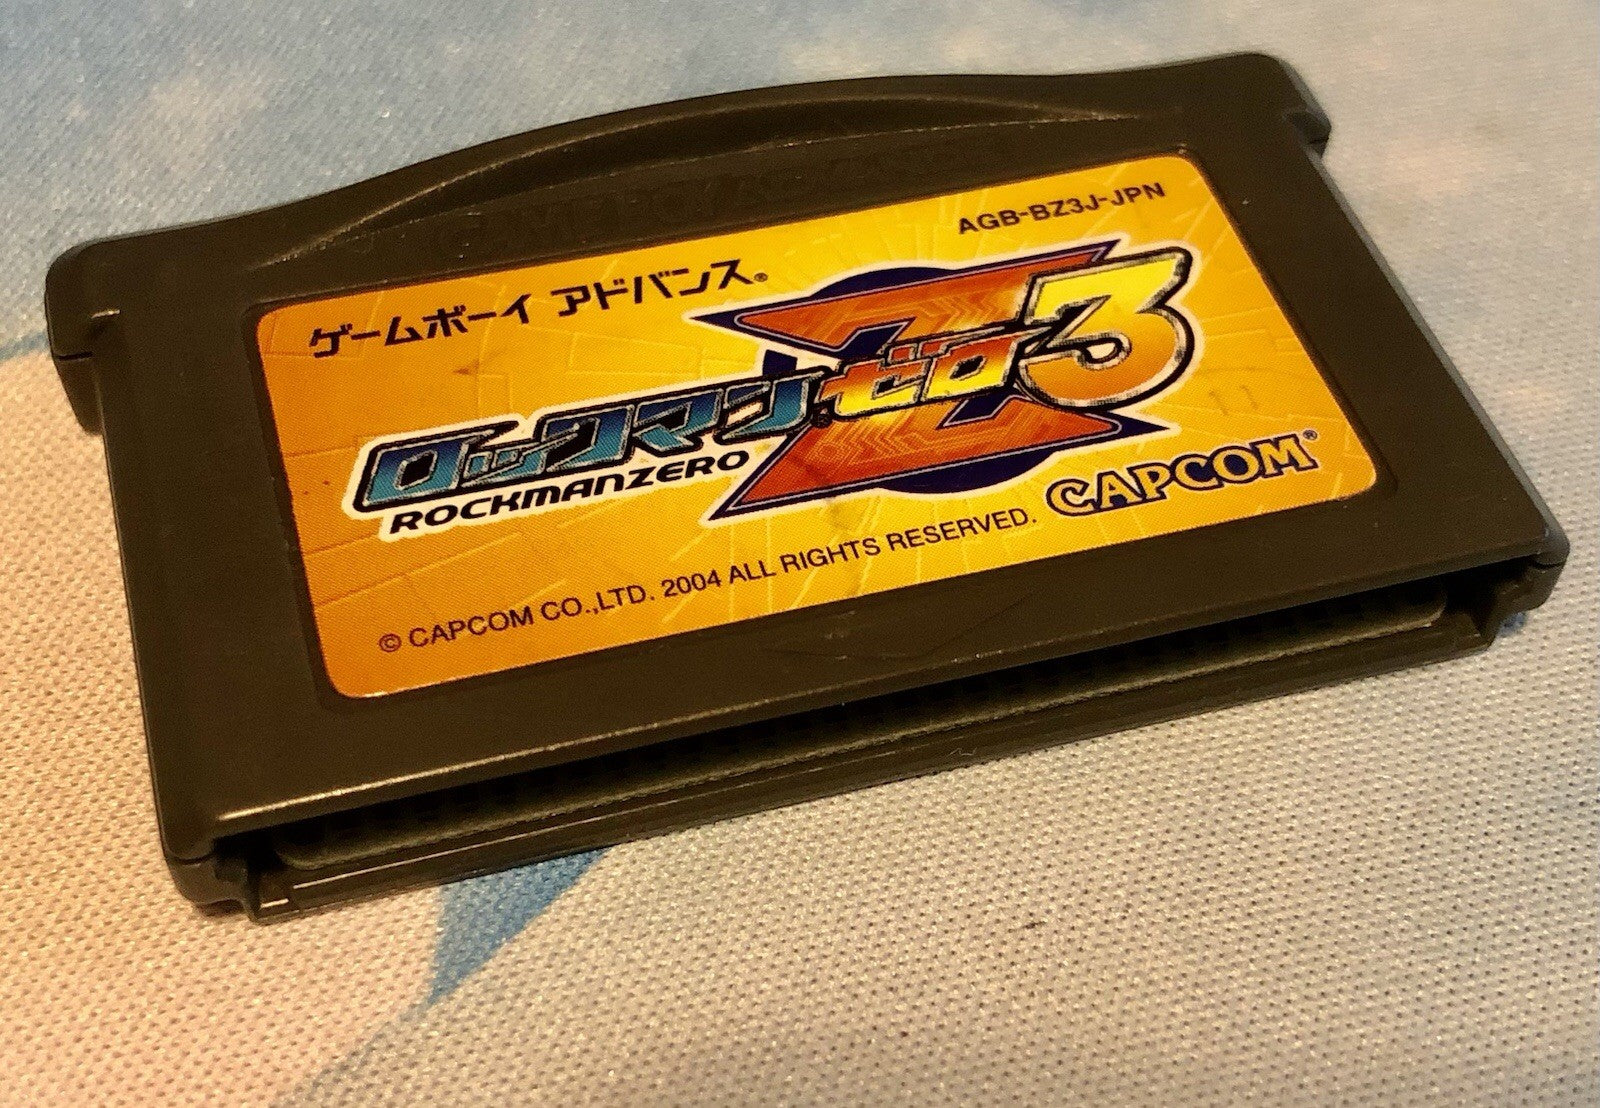 AGB-BZ3J-JPN
ゲームボーイ アドバンス®
ロックマン®ゼロ3
ROCKMANZERO
CAPCOM®
© CAPCOM CO.,LTD. 2004 ALL RIGHTS RESERVED.